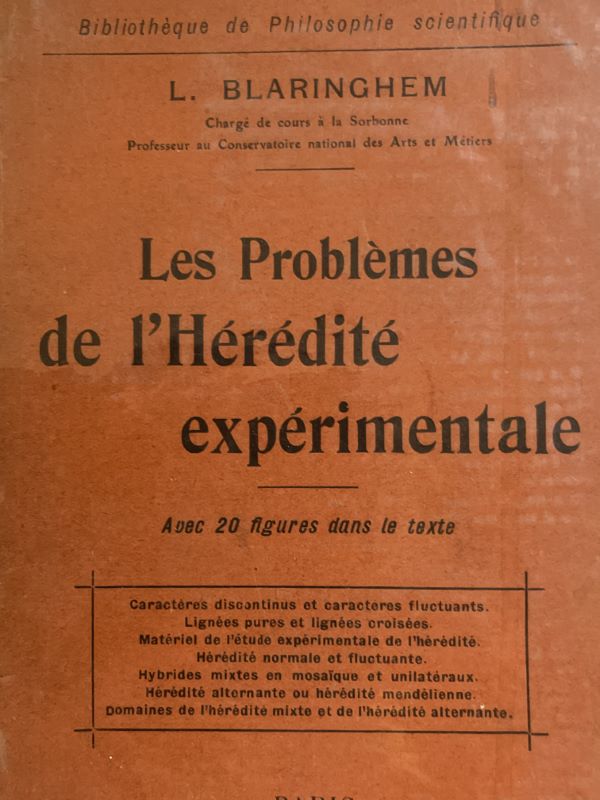 Bibliothèque de Philosophie scientifique
L. BLARINGHEM
Chargé de cours à la Sorbonne
Professeur au Conservatoire national des Arts et Métiers
Les Problèmes
de l'Hérédité
expérimentale
Avec 20 figures dans le texte
Caractères discontinus et caractères fluctuants.
Lignées pures et lignées croisées.
Matériel de l'étude expérimentale de l'hérédité.
Hérédité normale et fluctuante.
Hybrides mixtes en mosaïque et unilatéraux.
Hérédité alternante ou hérédité mendélienne.
Domaines de l'hérédité mixte et de l'hérédité alternante.
PARIS